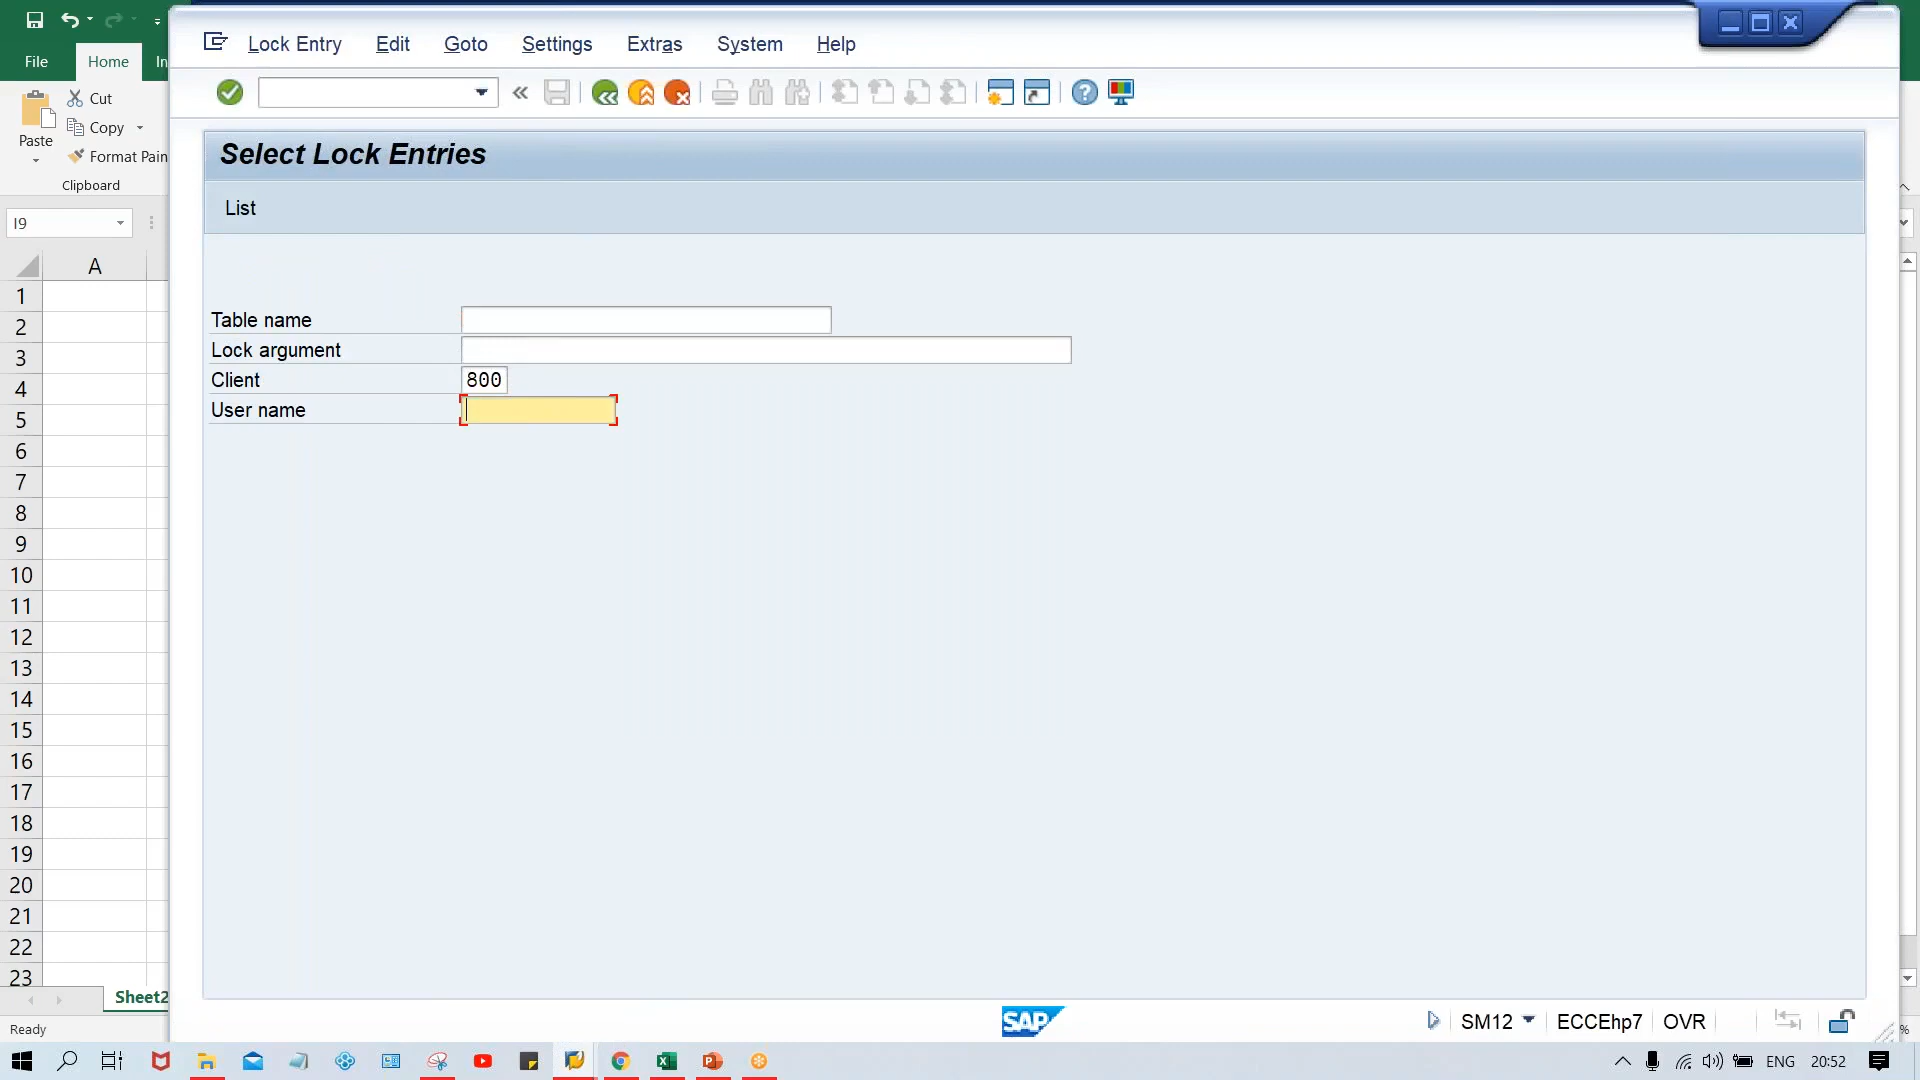 Lock Entry Edit Goto Settings Extras System Help
File Home In
Cut
Copy
Paste
Format Pain
Clipboard
Select Lock Entries
List
I9
A
1
2
3
4
5
6
7
8
9
10
11
12
13
14
15
16
17
18
19
20
21
22
23
Table name
Lock argument
Client 800
User name
Sheet2
Ready
SAP
SM12 ECCEhp7 OVR
%
ENG 20:52